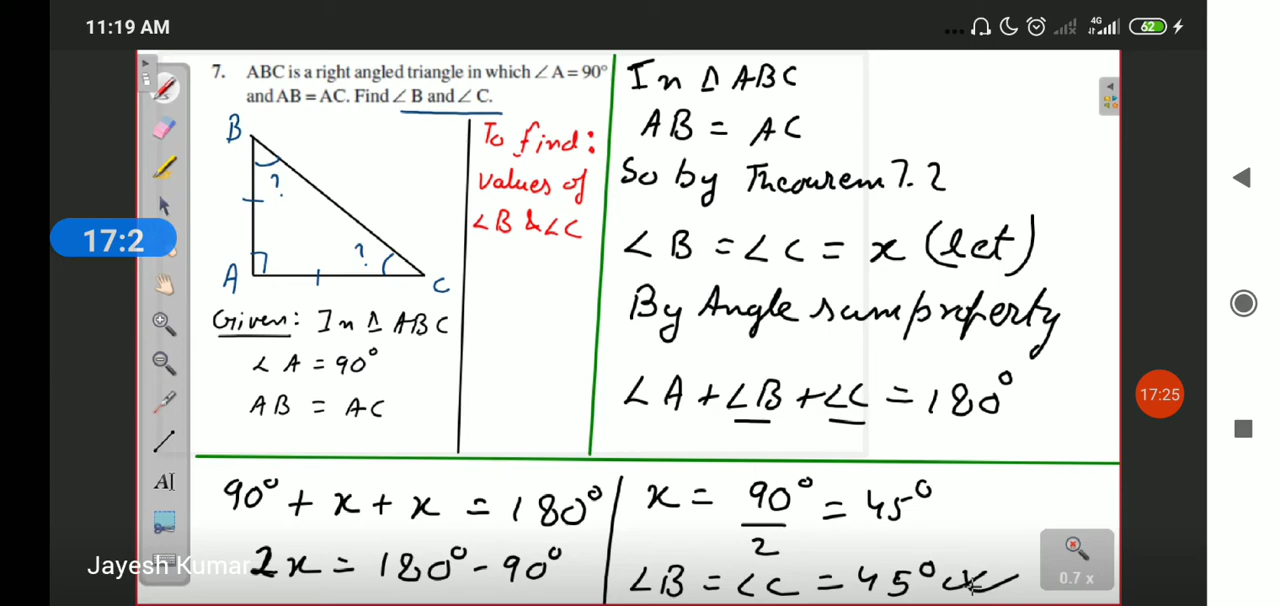 11:19 AM
4G
62
7. ABC is a right angled triangle in which ∠ A = 90°
and AB = AC. Find ∠ B and ∠ C.
B
?
?
A
C
Given: In Δ ABC
∠ A = 90°
AB = AC
To find:
values of
∠B & ∠C
In Δ ABC
AB = AC
So by Theourem 7.2
∠B = ∠C = x (let)
By Angle sum property
∠A + ∠B + ∠C = 180°
90° + x + x = 180°
2x = 180° - 90°
x = 90°/2 = 45°
∠B = ∠C = 45°
17:2
17:25
AI
Jayesh Kumar
0.7 x